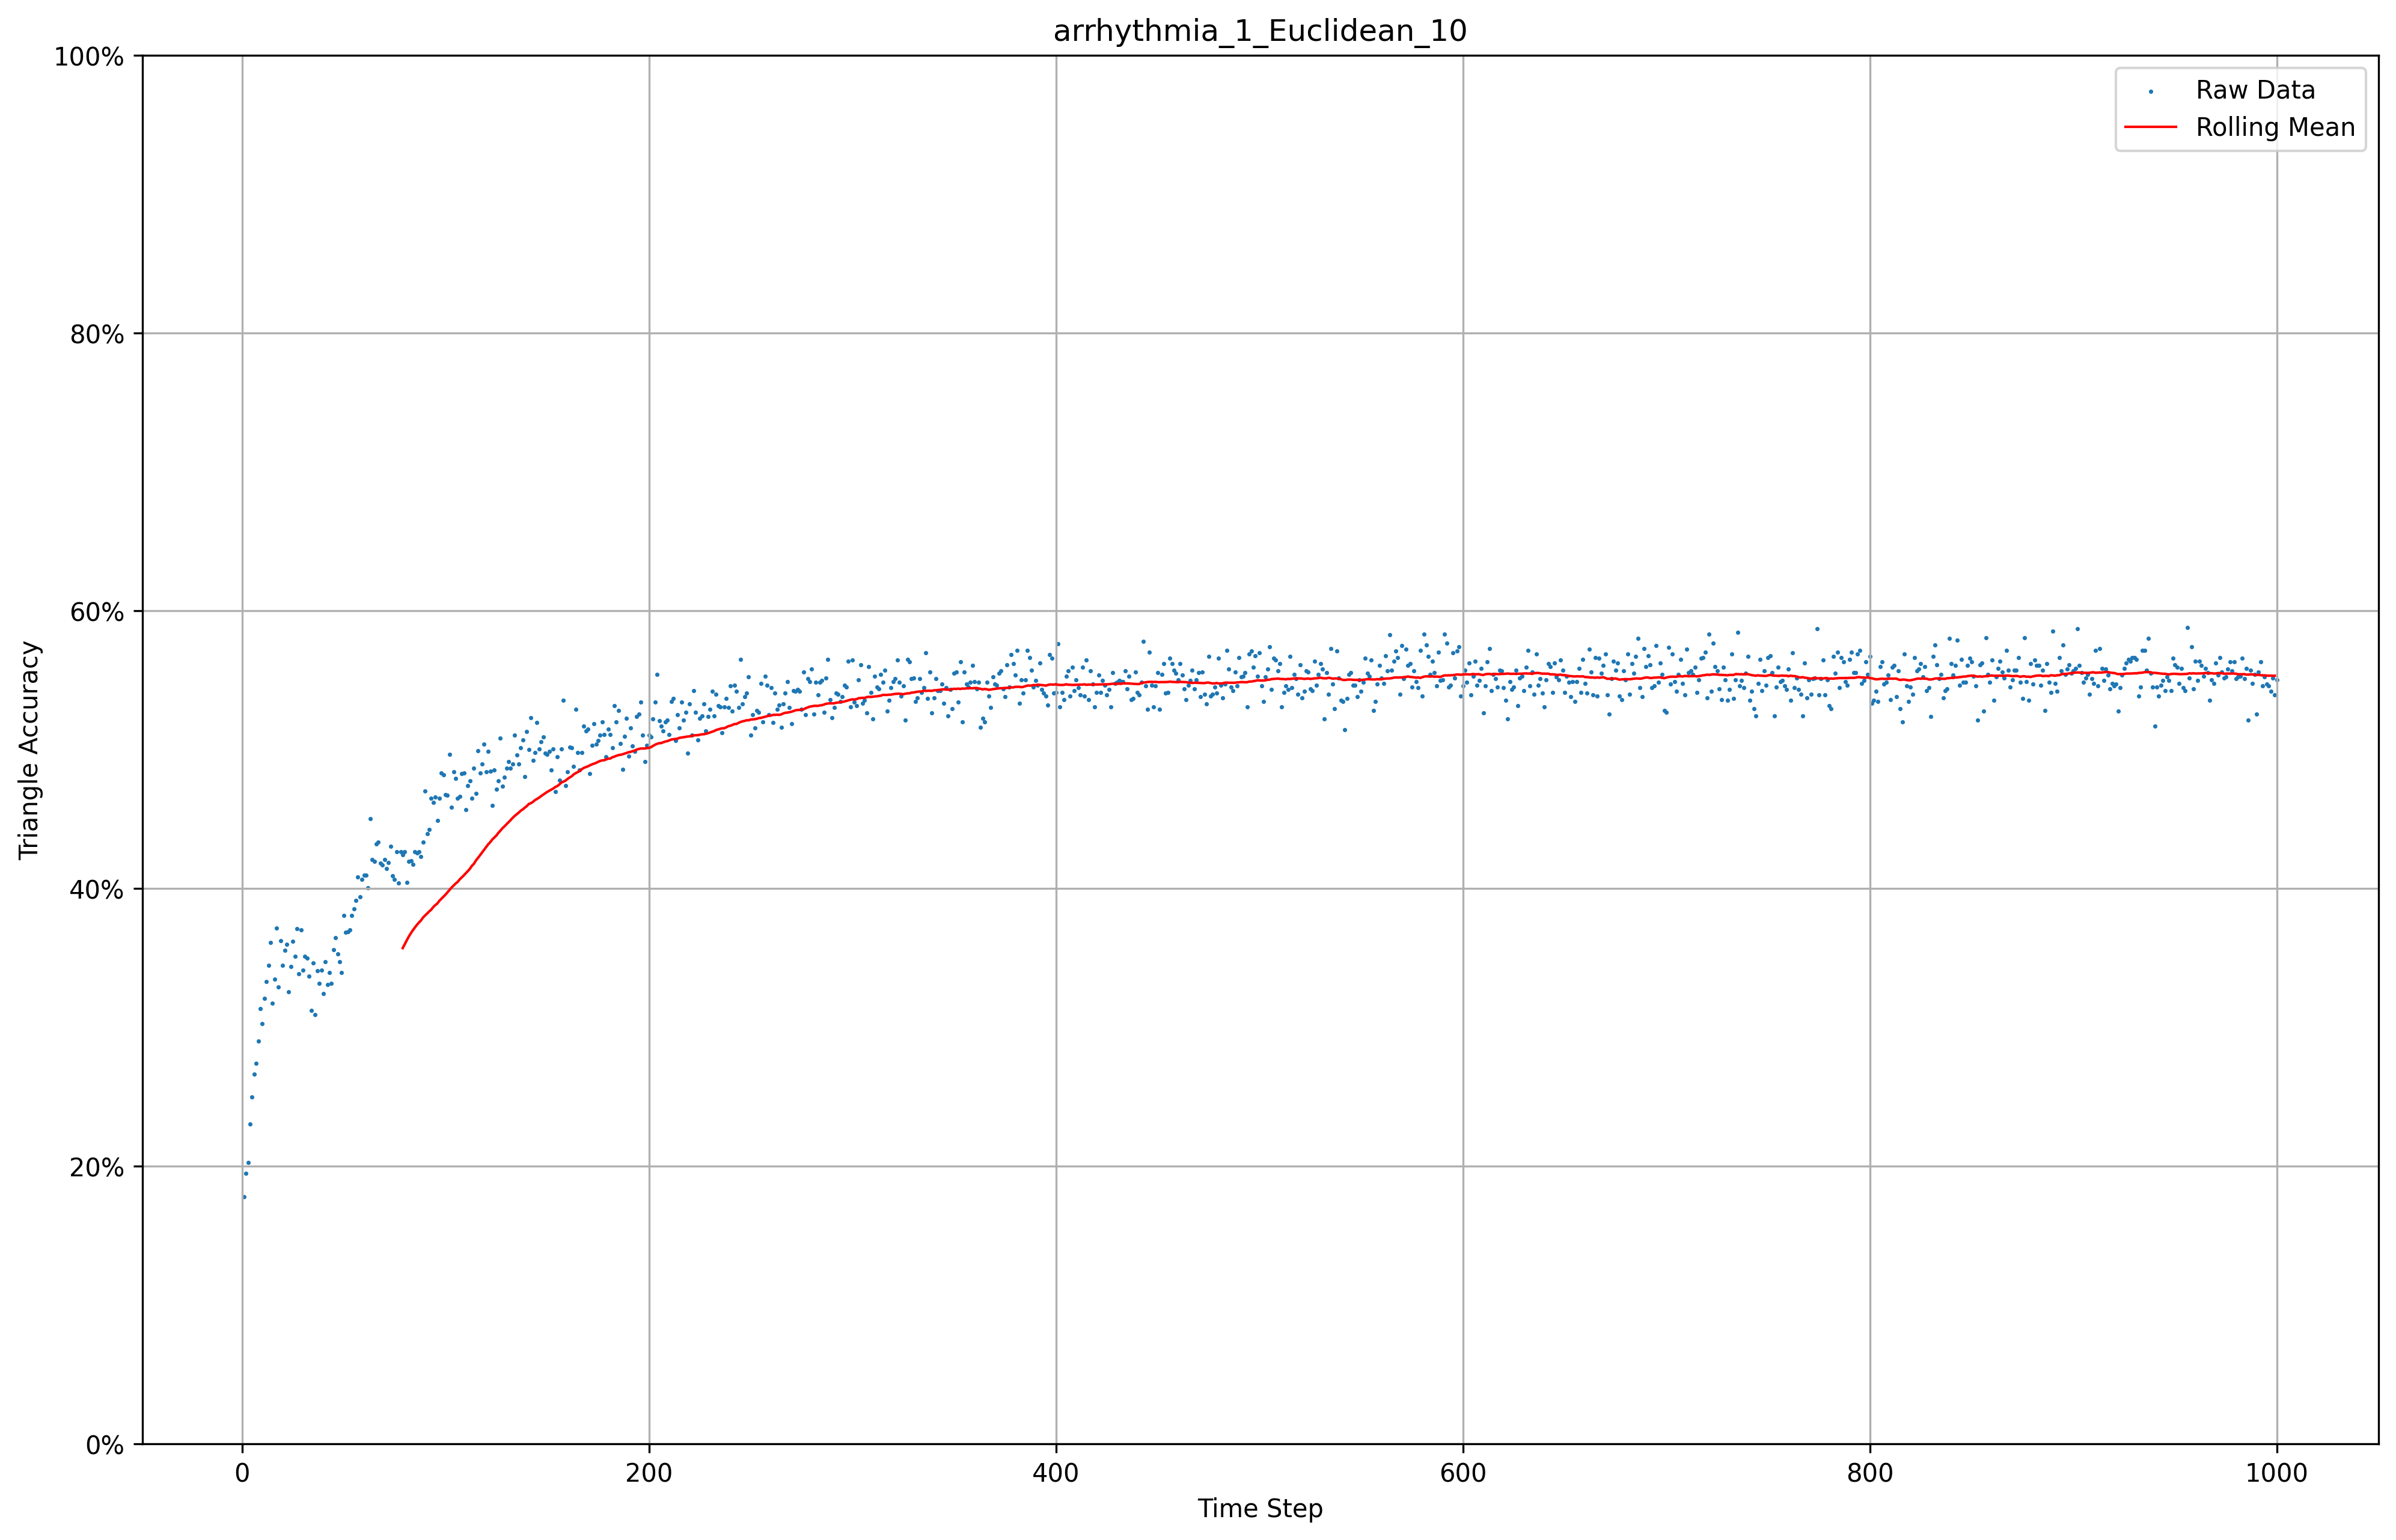 arrhythmia_1_Euclidean_10
100%
80%
60%
40%
20%
0%
Triangle Accuracy
Raw Data
Rolling Mean
0
200
400
600
800
1000
Time Step